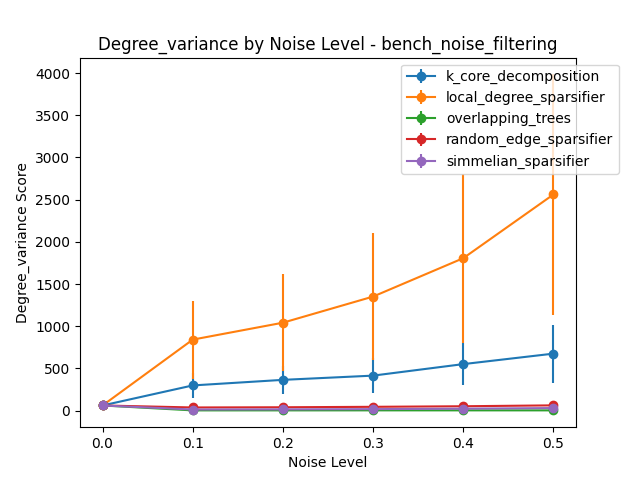 Degree_variance by Noise Level - bench_noise_filtering
k_core_decomposition
local_degree_sparsifier
overlapping_trees
random_edge_sparsifier
simmelian_sparsifier
Degree_variance Score
4000
3500
3000
2500
2000
1500
1000
500
0
0.0 0.1 0.2 0.3 0.4 0.5
Noise Level